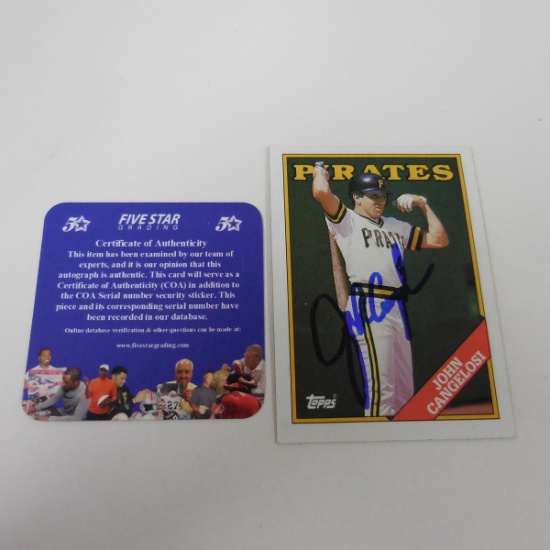 5
FIVE STAR
GRADING
5
Certificate of Authenticity
This item has been examined by our team of
experts, and it is our opinion that this
autograph is authentic. This card will serve as a
Certificate of Authenticity (COA) in addition to
the COA Serial number security sticker. This
piece and its corresponding serial number have
been recorded in our database.
Online database verification & other questions can be made at:
www.fivestargrading.com
PIRATES
P
PIRAT
JOHN
CANGELOSI
Topps